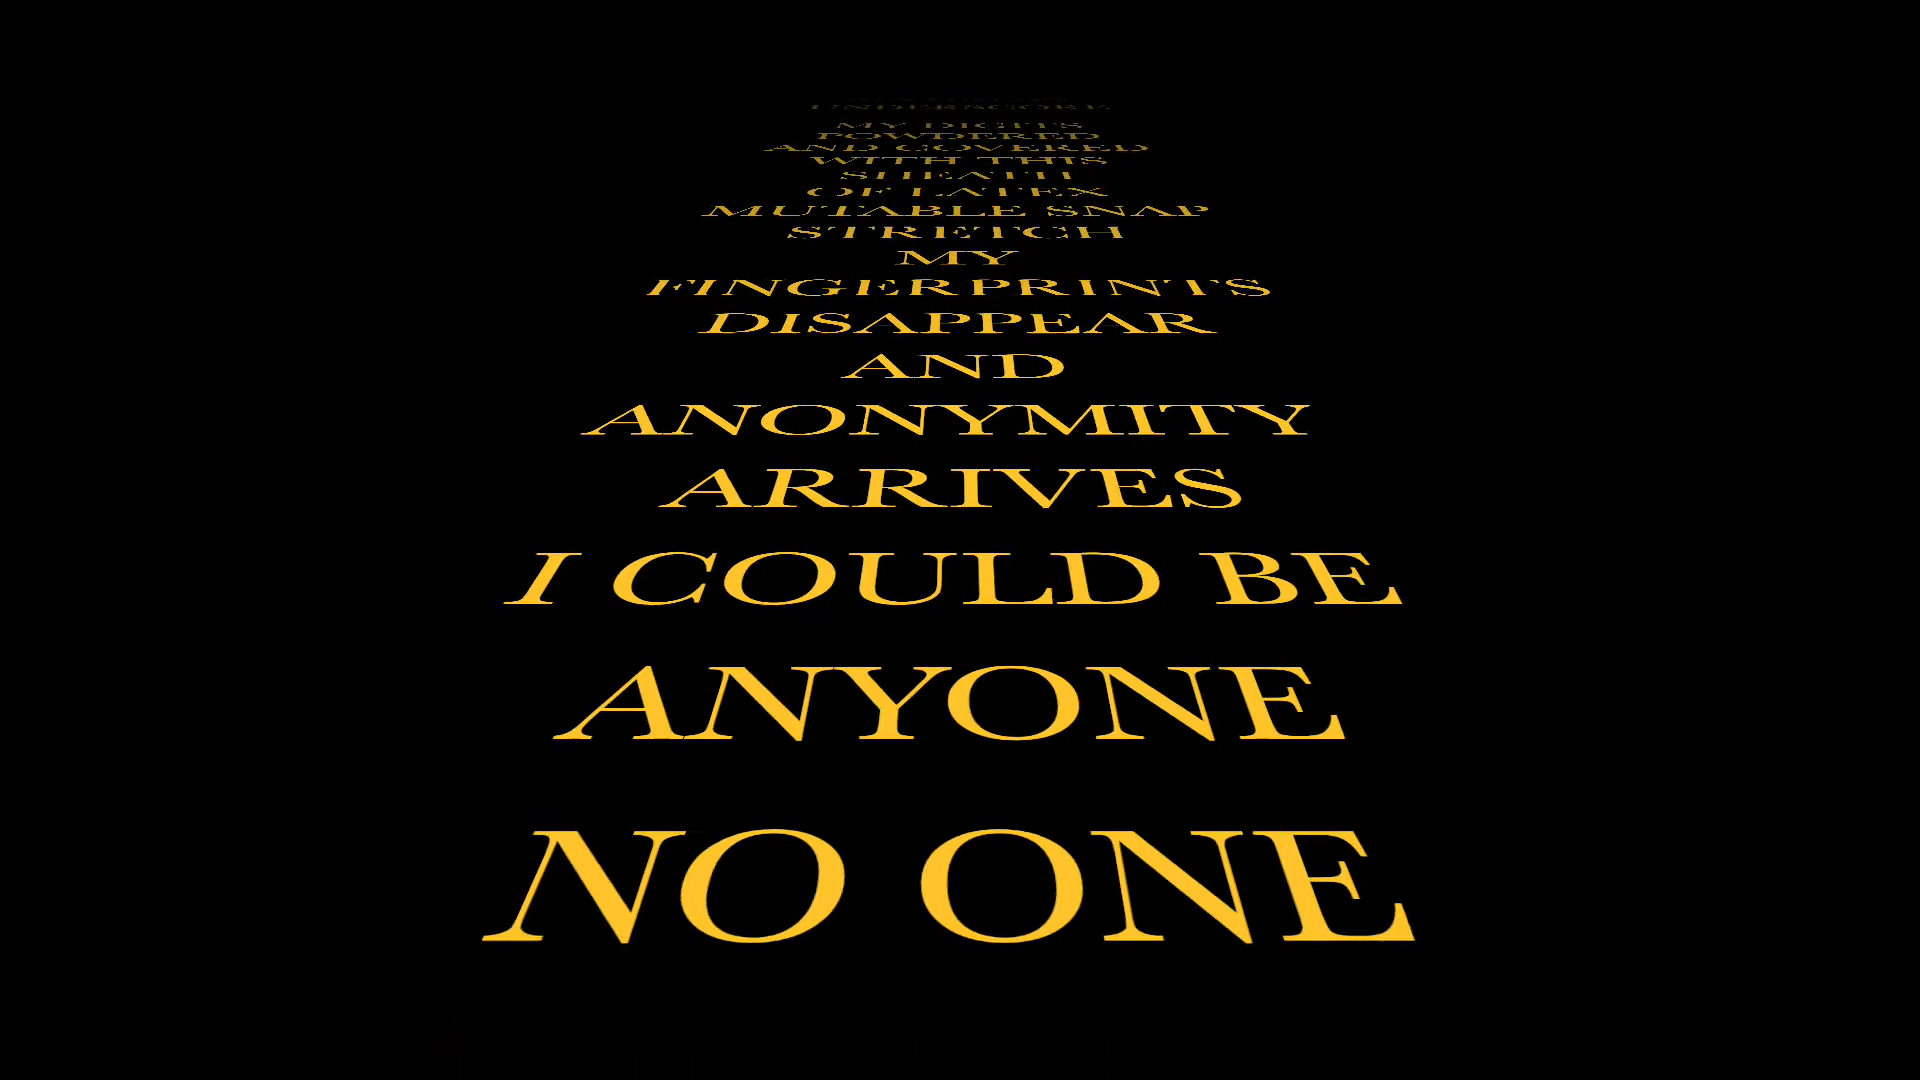 UNDERSCORE
MY DIGITS
POWDERED
AND COVERED
WITH THIS
SHEATH
OF LATEX
MUTABLE SNAP
STRETCH
MY
FINGERPRINTS
DISAPPEAR
AND
ANONYMITY
ARRIVES
I COULD BE
ANYONE
NO ONE